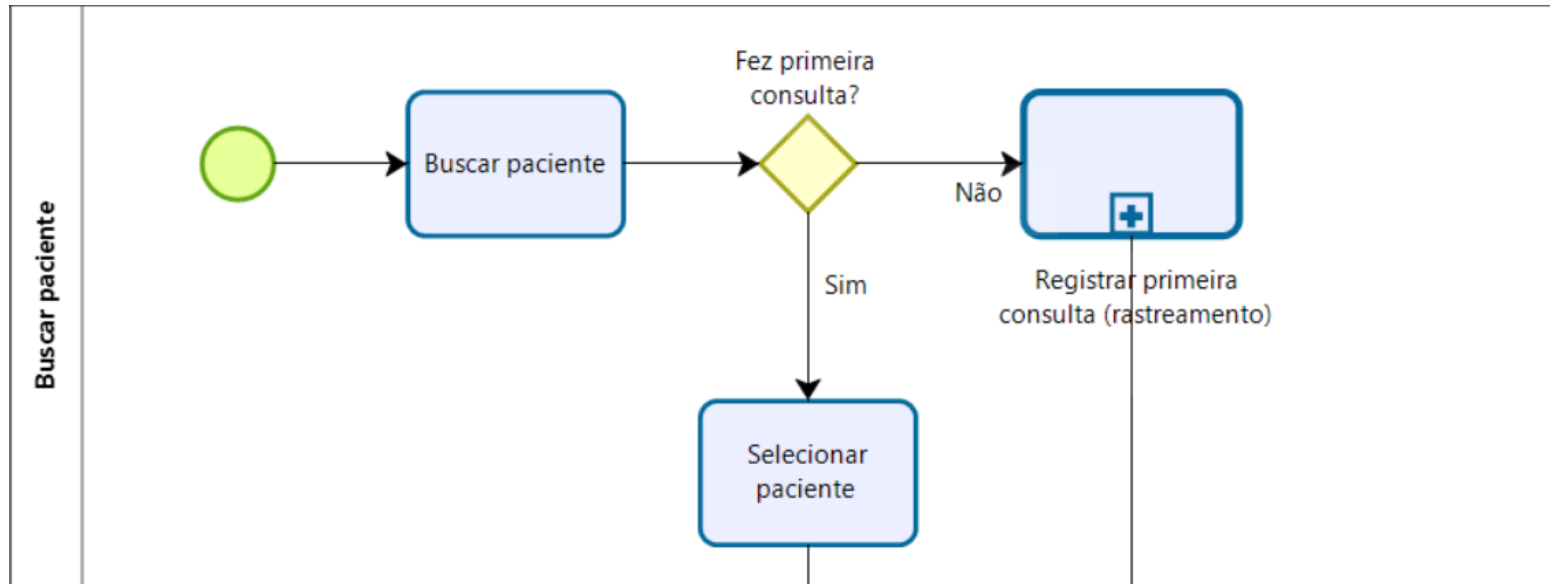 Buscar paciente
Buscar paciente
Fez primeira
consulta?
Não
Sim
Registrar primeira
consulta (rastreamento)
Selecionar
paciente